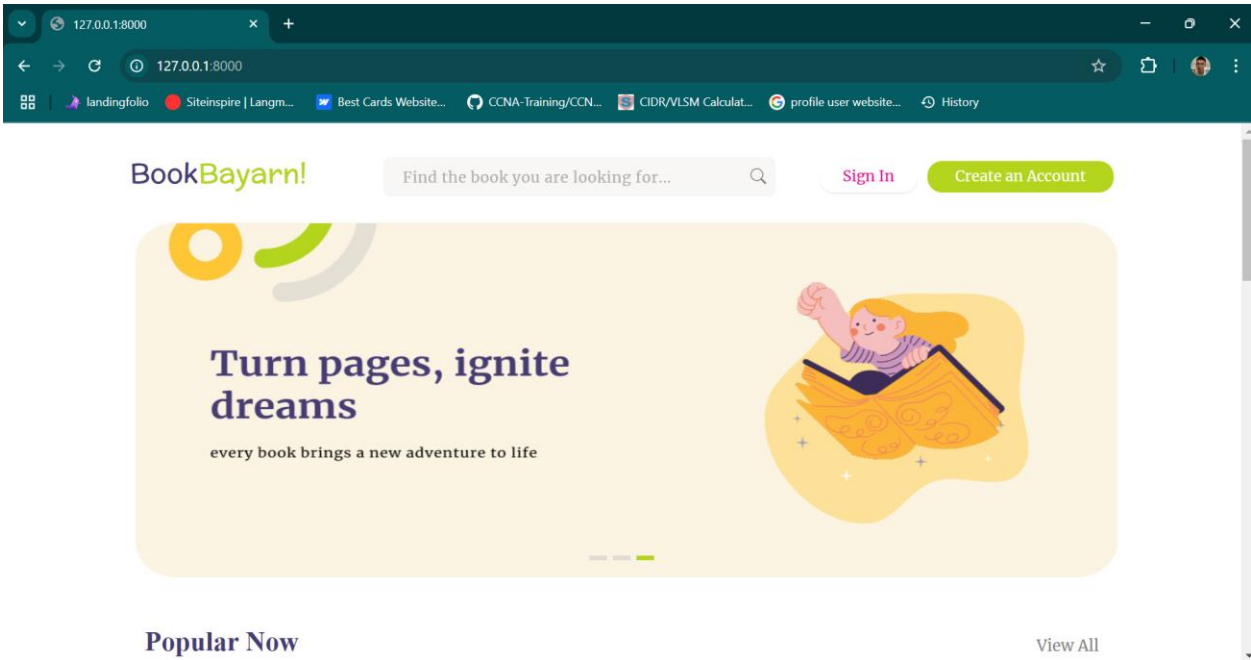 127.0.0.1:8000
127.0.0.1:8000
landingfolio Siteinspire | Langm... Best Cards Website... CCNA-Training/CCN... CIDR/VLSM Calculat... profile user website... History
BookBayarn! Find the book you are looking for... Sign In Create an Account
Turn pages, ignite
dreams
every book brings a new adventure to life
Popular Now View All